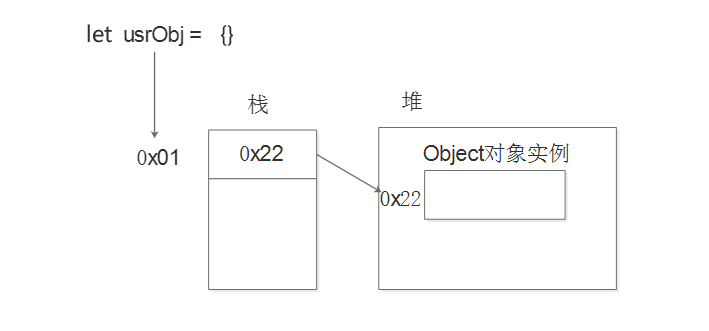 let usrObj = {}
栈
堆
0x01
0x22
Object对象实例
0x22